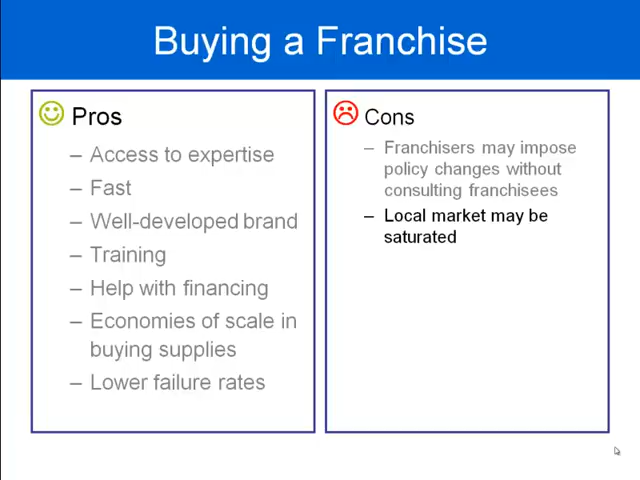 Buying a Franchise
Pros
– Access to expertise
– Fast
– Well-developed brand
– Training
– Help with financing
– Economies of scale in
buying supplies
– Lower failure rates
Cons
– Franchisers may impose
policy changes without
consulting franchisees
– Local market may be
saturated